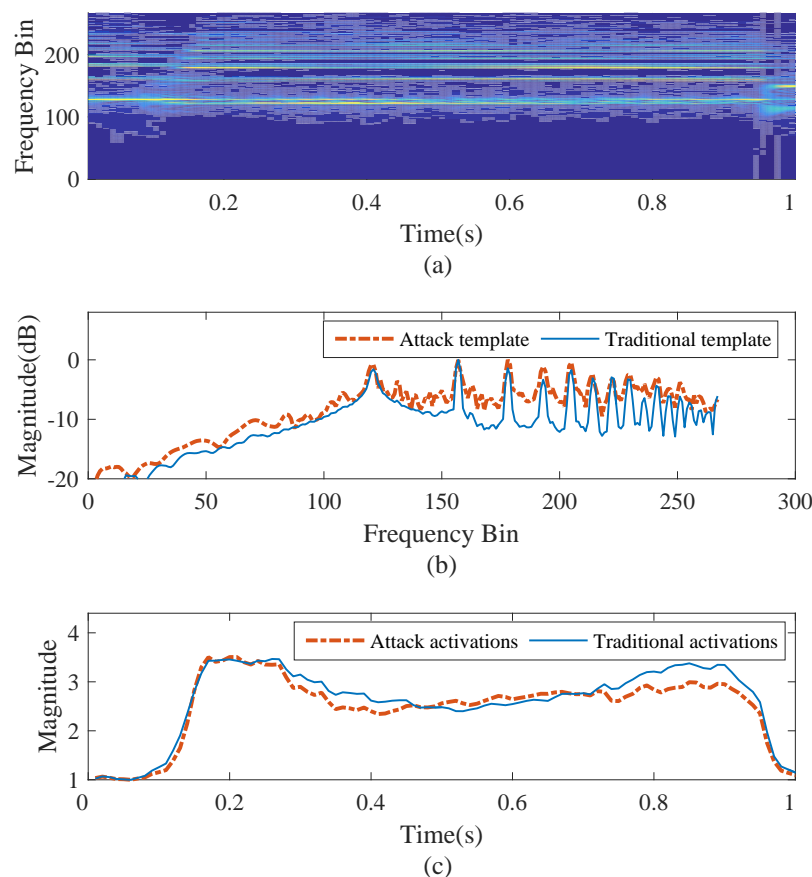 Frequency Bin
200
100
0
0.2 0.4 0.6 0.8 1
Time(s)
(a)
Magnitude(dB)
0
-10
-20
Attack template Traditional template
0 50 100 150 200 250 300
Frequency Bin
(b)
Magnitude
4
3
2
1
Attack activations Traditional activations
0 0.2 0.4 0.6 0.8 1
Time(s)
(c)